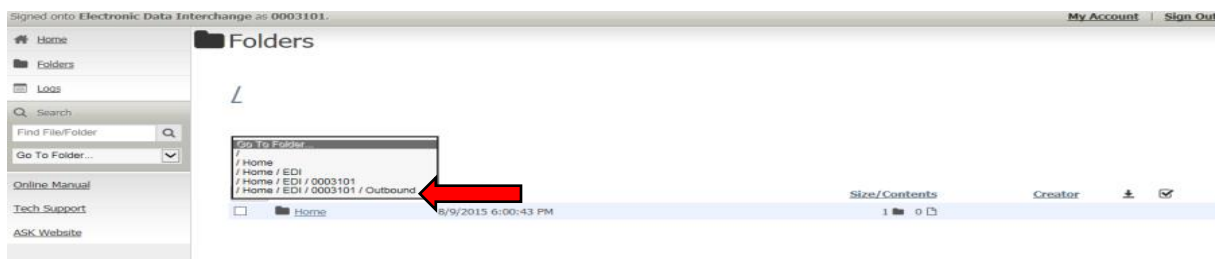 Signed onto Electronic Data Interchange as 0003101.
My Account | Sign Out
Home
Folders
Logs
Search
Find File/Folder
Go To Folder...
Online Manual
Tech Support
ASK Website
Folders
/
Go To Folder...
/
/ Home
/ Home / EDI
/ Home / EDI / 0003101
/ Home / EDI / 0003101 / Outbound
Size/Contents Creator
Home 8/9/2015 6:00:43 PM 1 0